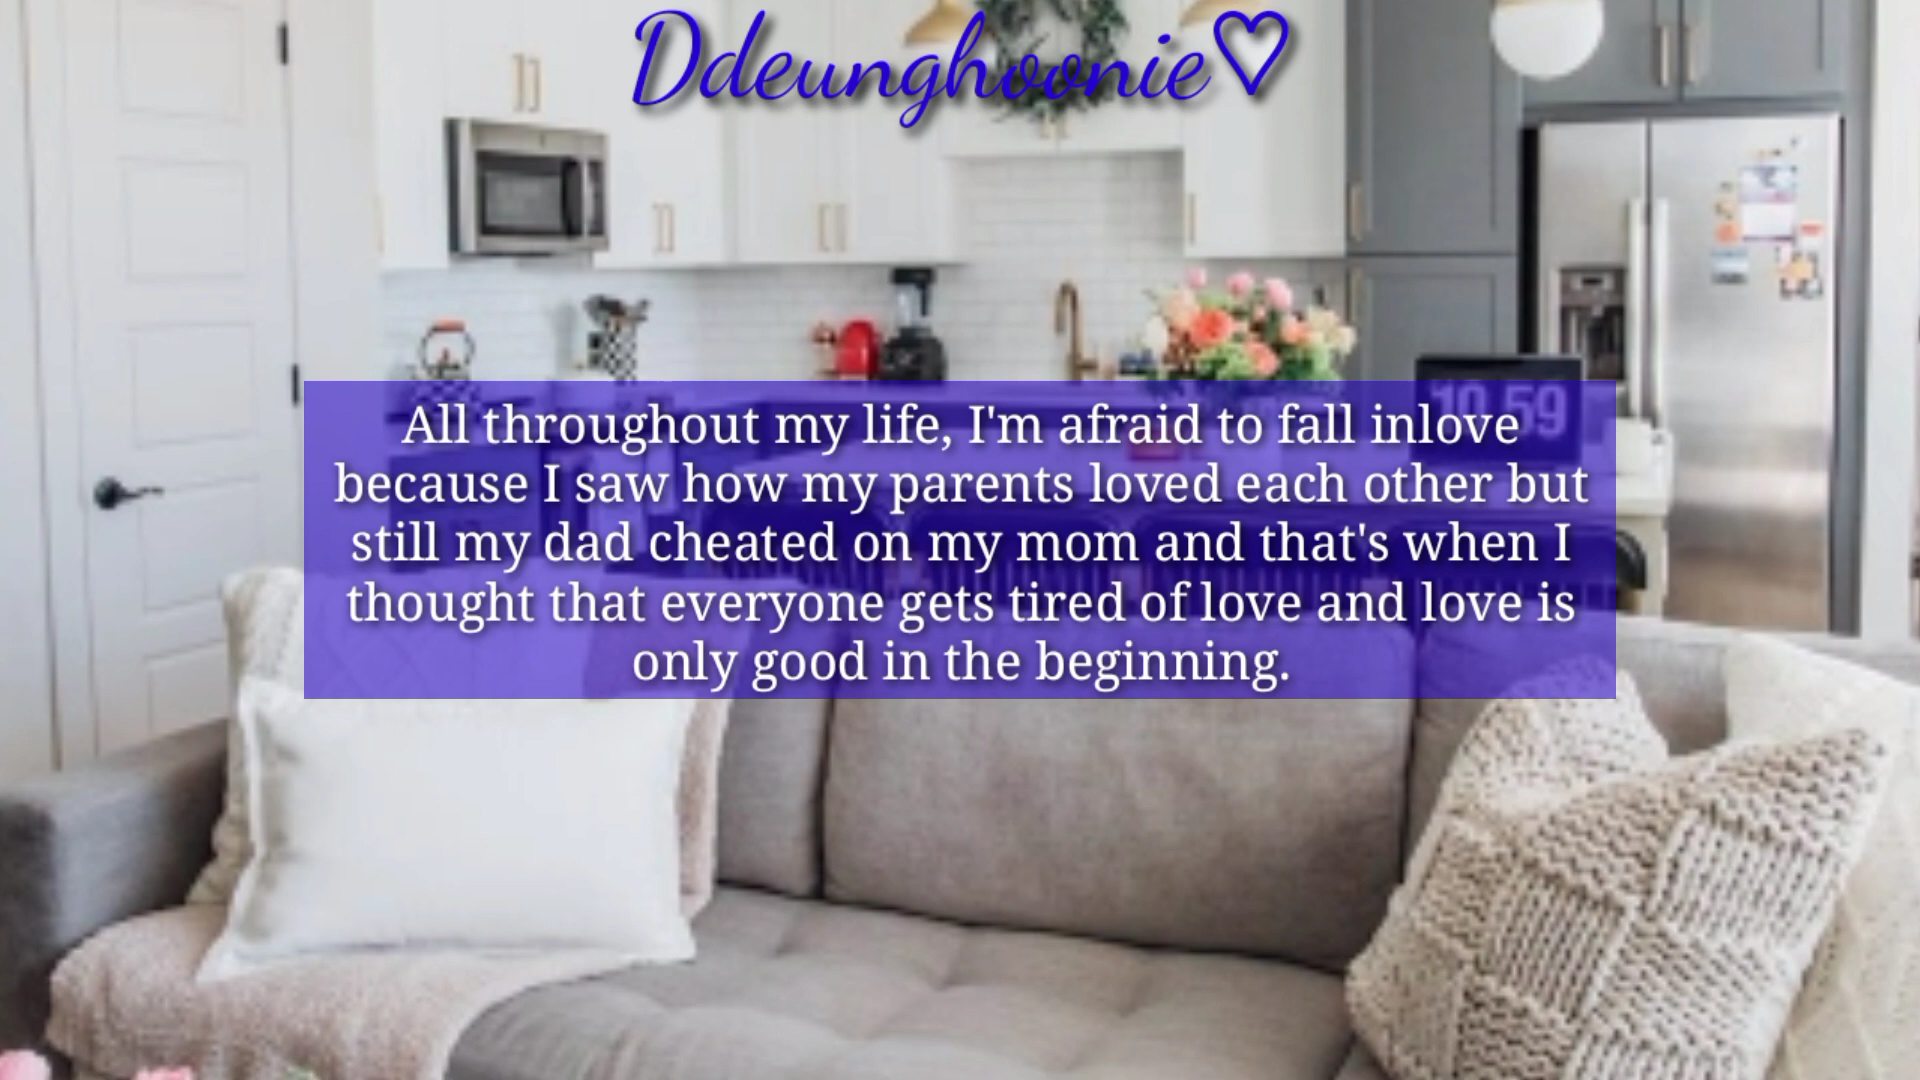 Ddeunghoonie♡
10 59
All throughout my life, I'm afraid to fall inlove
because I saw how my parents loved each other but
still my dad cheated on my mom and that's when I
thought that everyone gets tired of love and love is
only good in the beginning.